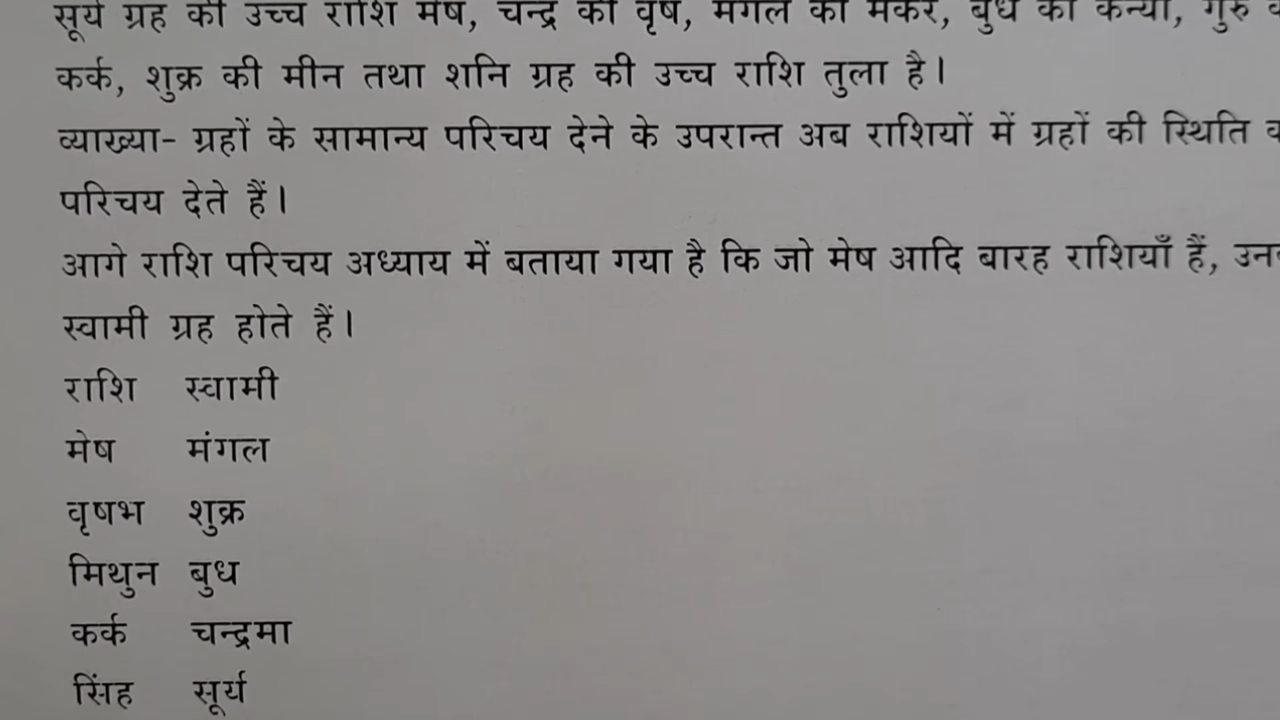 सूर्य ग्रह की उच्च राशि मेष, चन्द्र की वृष, मंगल की मकर, बुध की कन्या, गुरु
कर्क, शुक्र की मीन तथा शनि ग्रह की उच्च राशि तुला है।
व्याख्या- ग्रहों के सामान्य परिचय देने के उपरान्त अब राशियों में ग्रहों की स्थिति
परिचय देते हैं।
आगे राशि परिचय अध्याय में बताया गया है कि जो मेष आदि बारह राशियाँ हैं,
स्वामी ग्रह होते हैं।
राशि स्वामी
मेष मंगल
वृषभ शुक्र
मिथुन बुध
कर्क चन्द्रमा
सिंह सूर्य